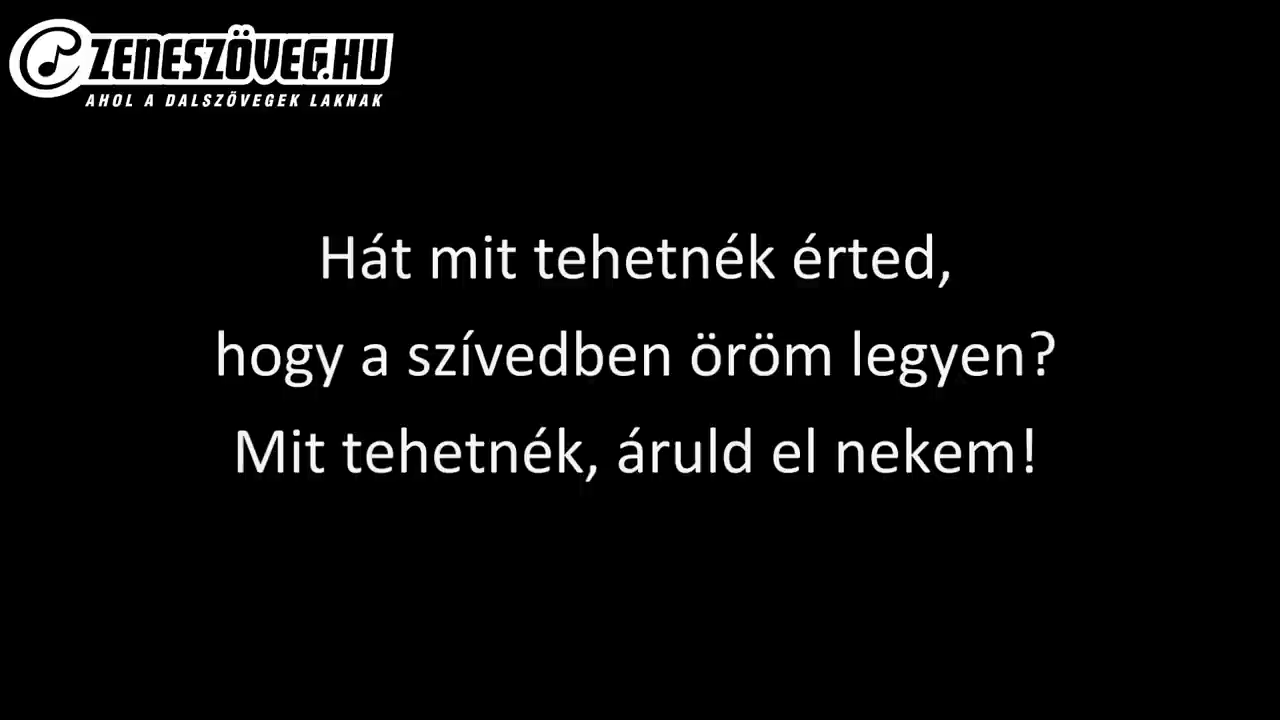 ZENESZÖVEG.HU
AHOL A DALSZÖVEGEK LAKNAK
Hát mit tehetnék érted,
hogy a szívedben öröm legyen?
Mit tehetnék, áruld el nekem!